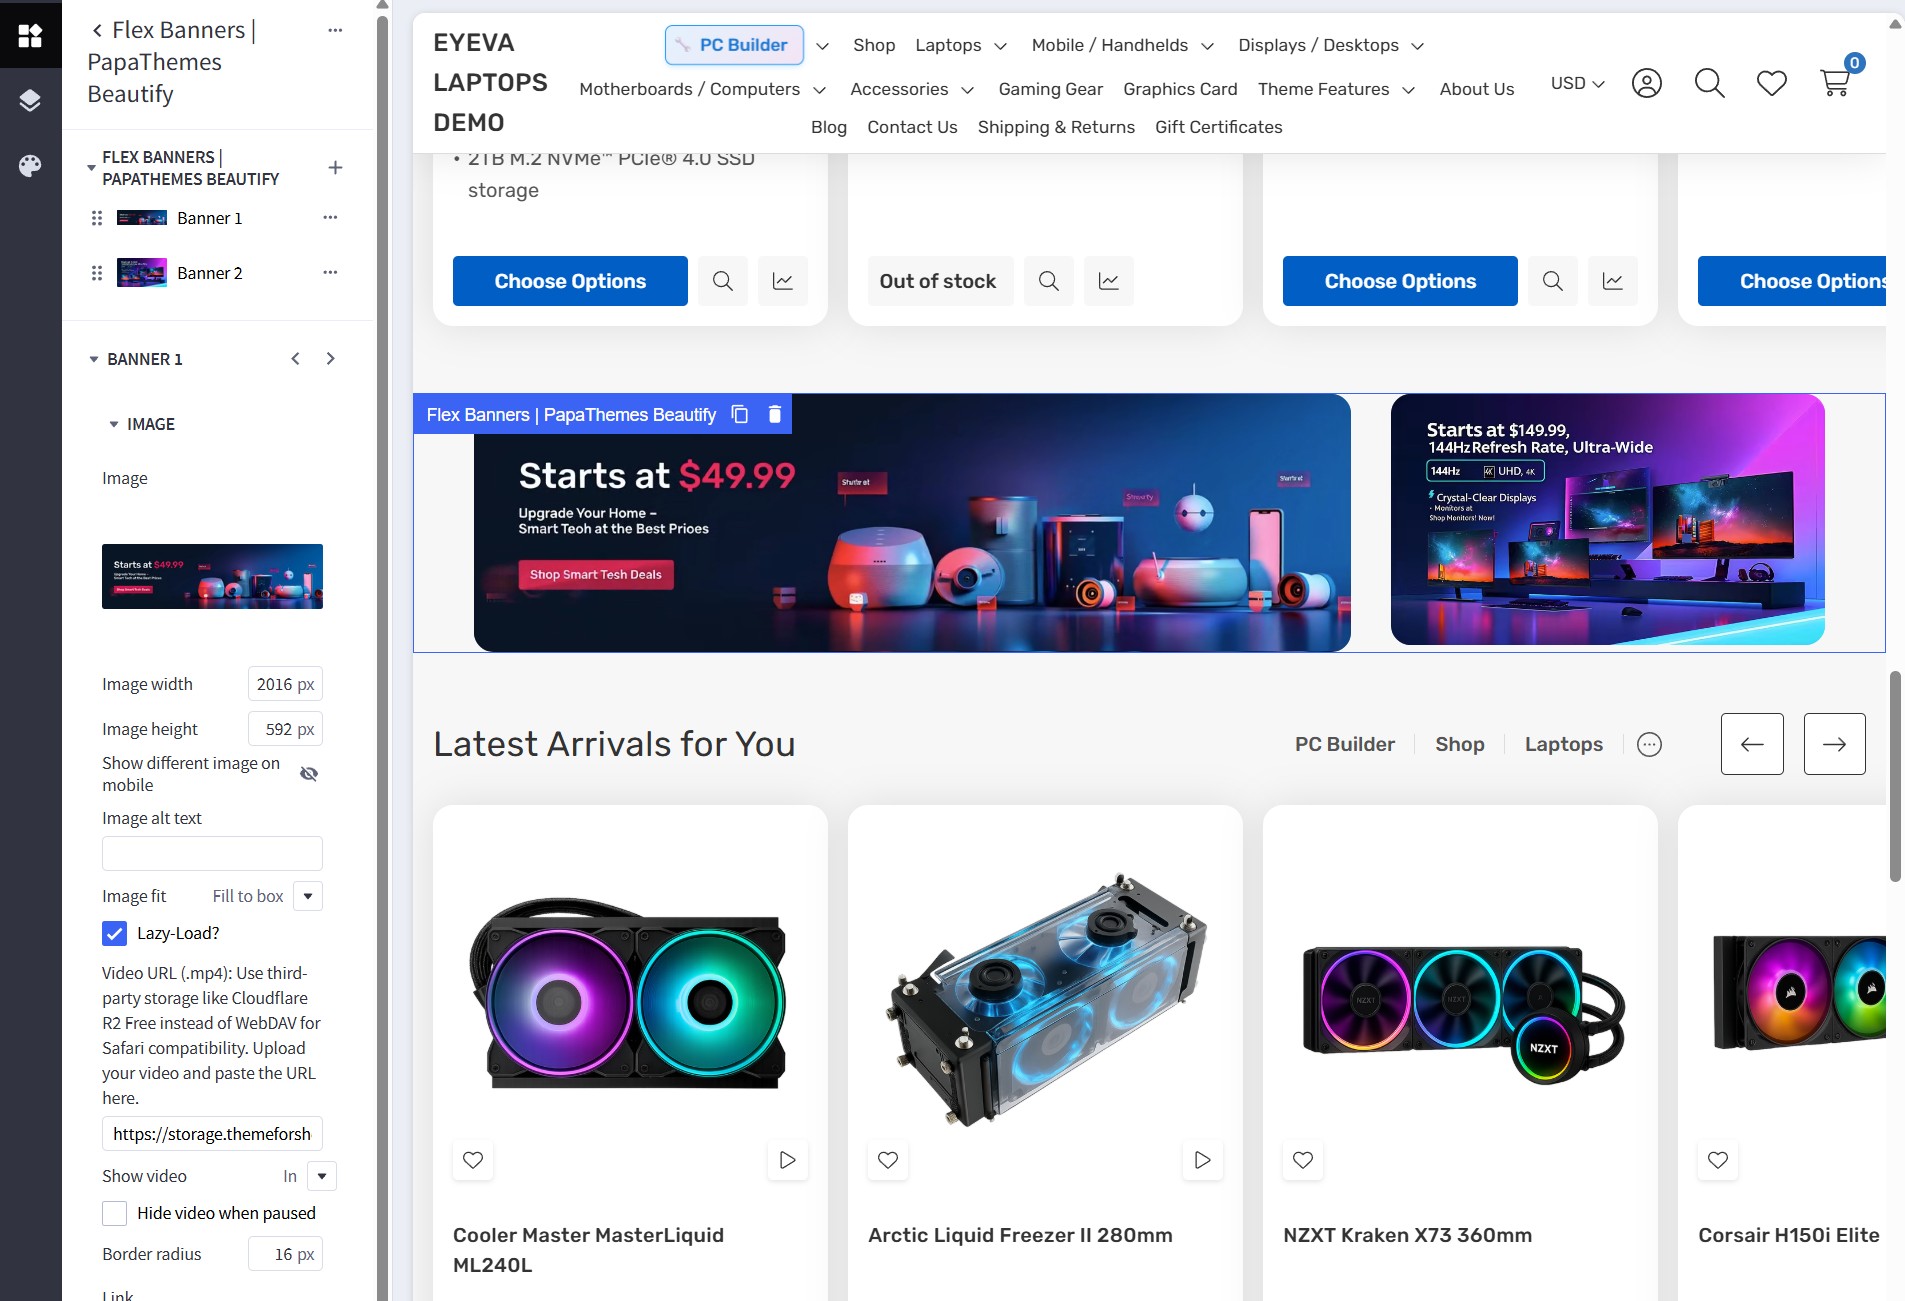 Flex Banners |
PapaThemes
Beautify
FLEX BANNERS |
PAPATHEMES BEAUTIFY
Banner 1
Banner 2
BANNER 1
IMAGE
Image
Starts at $49.99
Image width
2016 px
Image height
592 px
Show different image on
mobile
Image alt text
Image fit
Fill to box
Lazy-Load?
Video URL (.mp4): Use third-
party storage like Cloudflare
R2 Free instead of WebDAV for
Safari compatibility. Upload
your video and paste the URL
here.
https://storage.themeforsh
Show video
In
Hide video when paused
Border radius
16 px
Link
EYEVA
LAPTOPS
DEMO
PC Builder
Shop
Laptops
Mobile / Handhelds
Displays / Desktops
Motherboards / Computers
Accessories
Gaming Gear
Graphics Card
Theme Features
About Us
Blog
Contact Us
Shipping & Returns
Gift Certificates
USD
0
• 2TB M.2 NVMe™ PCIe® 4.0 SSD
storage
Choose Options
Out of stock
Choose Options
Choose Options
Flex Banners | PapaThemes Beautify
Starts at $49.99
Upgrade Your Home –
Smart Teoh at the Best Prioes
Shop Smart Tesh Deals
Starts at $149.99,
144Hz Refresh Rate, Ultra-Wide
144Hz
4K UHD, 4K
Crystal-Clear Displays
• Monitors at
Shop Monitors! Now!
Latest Arrivals for You
PC Builder
Shop
Laptops
NZXT
Cooler Master MasterLiquid
ML240L
Arctic Liquid Freezer II 280mm
NZXT Kraken X73 360mm
Corsair H150i Elite